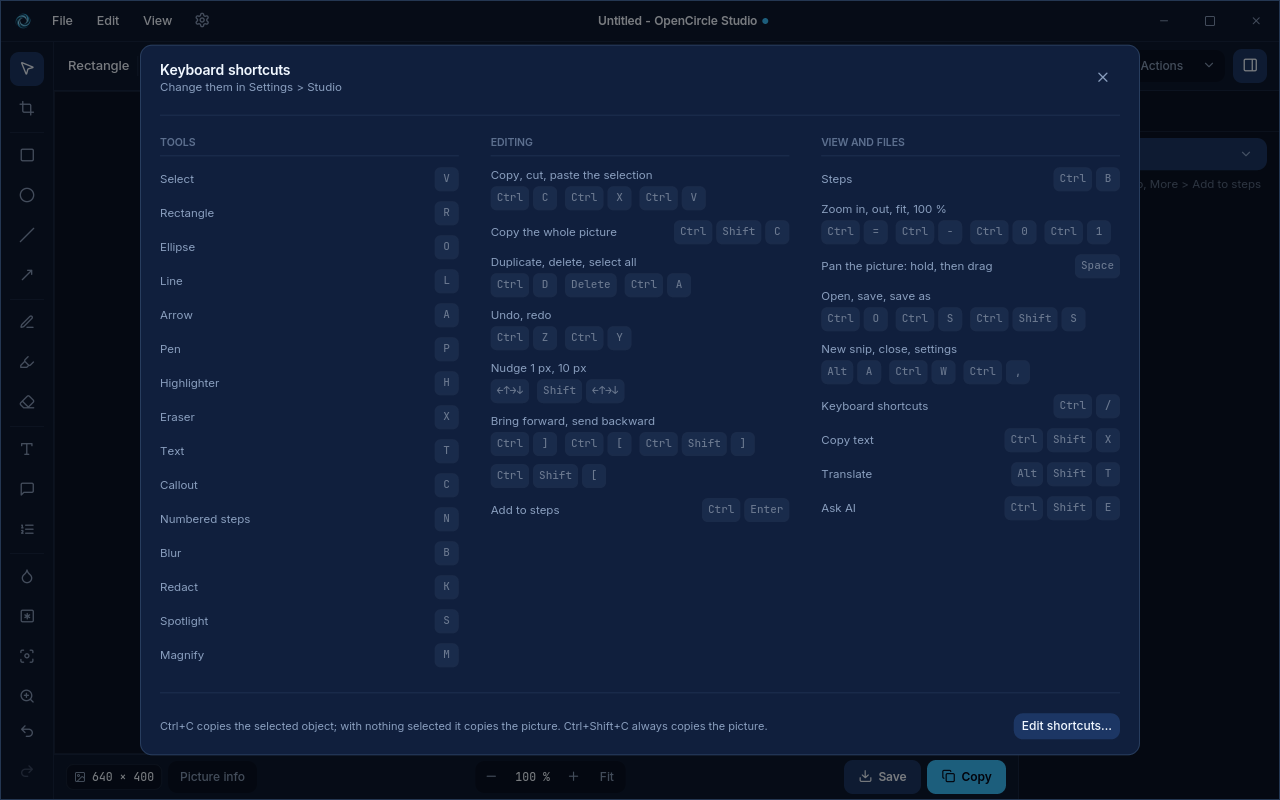 File Edit View
Untitled - OpenCircle Studio
Rectangle
Actions
Keyboard shortcuts
Change them in Settings > Studio
TOOLS
Select V
Rectangle R
Ellipse O
Line L
Arrow A
Pen P
Highlighter H
Eraser X
Text T
Callout C
Numbered steps N
Blur B
Redact K
Spotlight S
Magnify M
EDITING
Copy, cut, paste the selection
Ctrl C Ctrl X Ctrl V
Copy the whole picture Ctrl Shift C
Duplicate, delete, select all
Ctrl D Delete Ctrl A
Undo, redo
Ctrl Z Ctrl Y
Nudge 1 px, 10 px
←↑→↓ Shift ←↑→↓
Bring forward, send backward
Ctrl ] Ctrl [ Ctrl Shift ]
Ctrl Shift [
Add to steps Ctrl Enter
VIEW AND FILES
Steps Ctrl B
Zoom in, out, fit, 100 %
Ctrl = Ctrl - Ctrl 0 Ctrl 1
Pan the picture: hold, then drag Space
Open, save, save as
Ctrl O Ctrl S Ctrl Shift S
New snip, close, settings
Alt A Ctrl W Ctrl ,
Keyboard shortcuts Ctrl /
Copy text Ctrl Shift X
Translate Alt Shift T
Ask AI Ctrl Shift E
, More > Add to steps
Ctrl+C copies the selected object; with nothing selected it copies the picture. Ctrl+Shift+C always copies the picture.
Edit shortcuts...
640 × 400 Picture info
100 % Fit
Save Copy